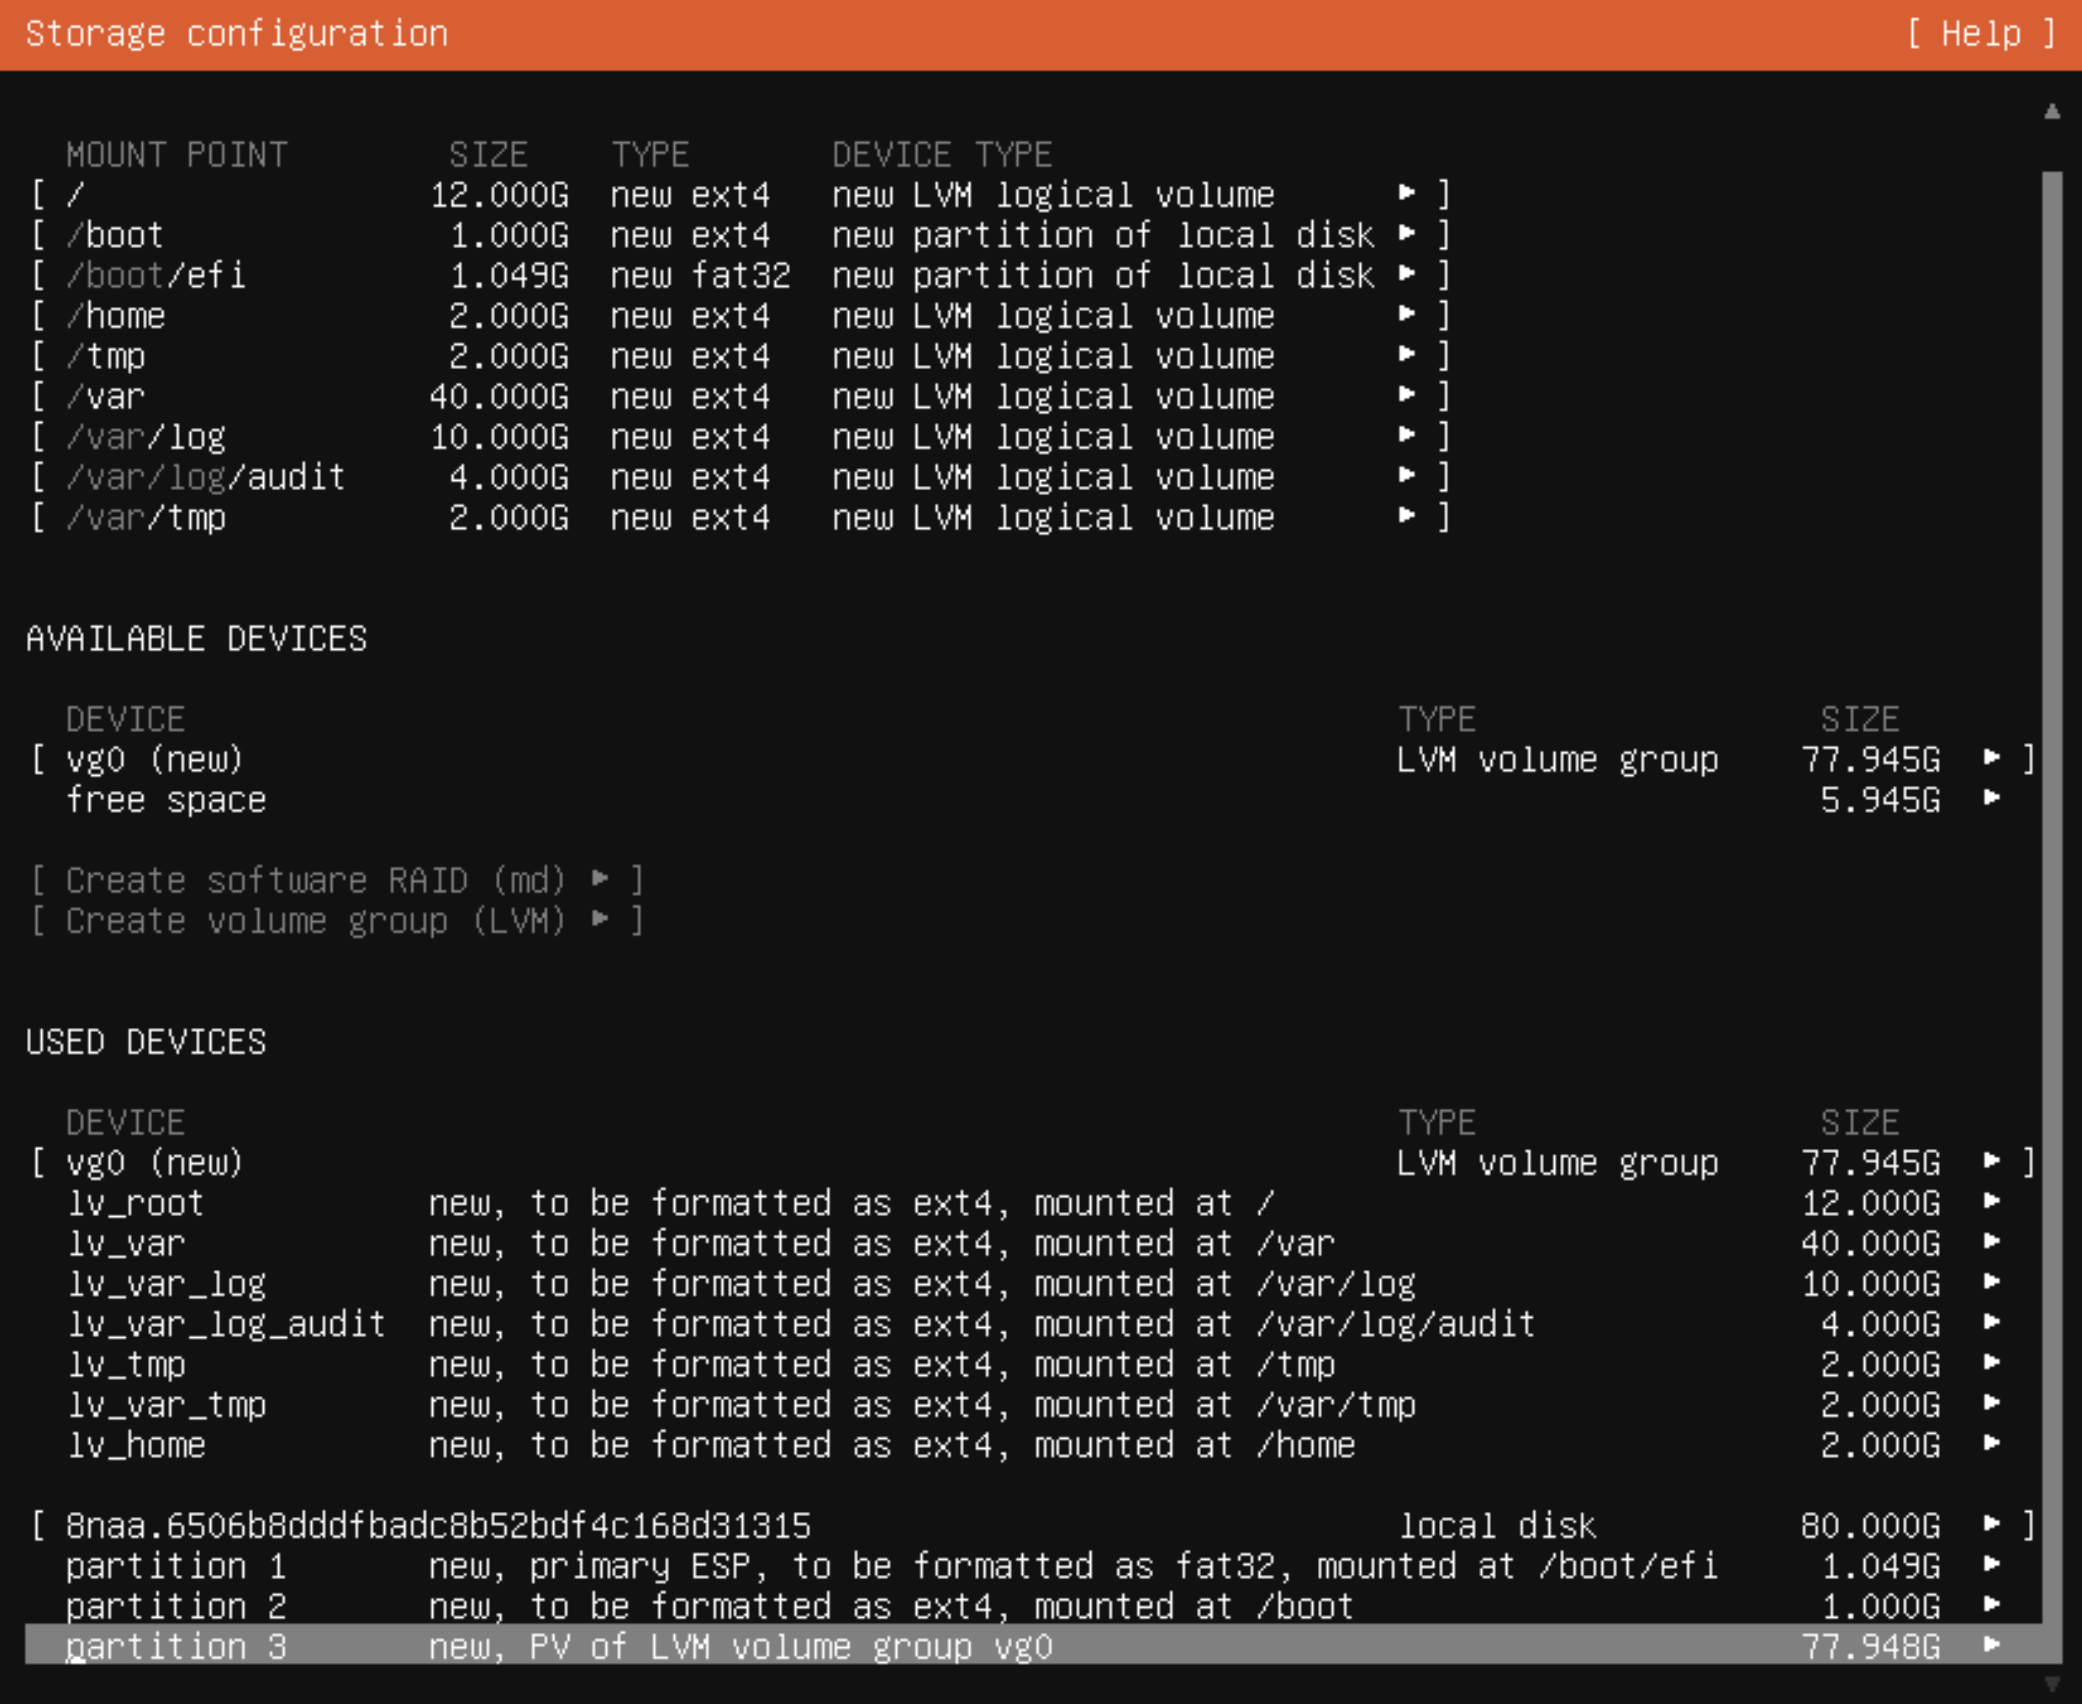 Storage configuration [ Help ]
MOUNT POINT SIZE TYPE DEVICE TYPE
[ / 12.000G new ext4 new LVM logical volume ▸ ]
[ /boot 1.000G new ext4 new partition of local disk ▸ ]
[ /boot/efi 1.049G new fat32 new partition of local disk ▸ ]
[ /home 2.000G new ext4 new LVM logical volume ▸ ]
[ /tmp 2.000G new ext4 new LVM logical volume ▸ ]
[ /var 40.000G new ext4 new LVM logical volume ▸ ]
[ /var/log 10.000G new ext4 new LVM logical volume ▸ ]
[ /var/log/audit 4.000G new ext4 new LVM logical volume ▸ ]
[ /var/tmp 2.000G new ext4 new LVM logical volume ▸ ]
AVAILABLE DEVICES
DEVICE TYPE SIZE
[ vg0 (new) LVM volume group 77.945G ▸ ]
free space 5.945G ▸
[ Create software RAID (md) ▸ ]
[ Create volume group (LVM) ▸ ]
USED DEVICES
DEVICE TYPE SIZE
[ vg0 (new) LVM volume group 77.945G ▸ ]
lv_root new, to be formatted as ext4, mounted at / 12.000G ▸
lv_var new, to be formatted as ext4, mounted at /var 40.000G ▸
lv_var_log new, to be formatted as ext4, mounted at /var/log 10.000G ▸
lv_var_log_audit new, to be formatted as ext4, mounted at /var/log/audit 4.000G ▸
lv_tmp new, to be formatted as ext4, mounted at /tmp 2.000G ▸
lv_var_tmp new, to be formatted as ext4, mounted at /var/tmp 2.000G ▸
lv_home new, to be formatted as ext4, mounted at /home 2.000G ▸
[ 8naa.6506b8dddfbadc8b52bdf4c168d31315 local disk 80.000G ▸ ]
partition 1 new, primary ESP, to be formatted as fat32, mounted at /boot/efi 1.049G ▸
partition 2 new, to be formatted as ext4, mounted at /boot 1.000G ▸
partition 3 new, PV of LVM volume group vg0 77.948G ▸